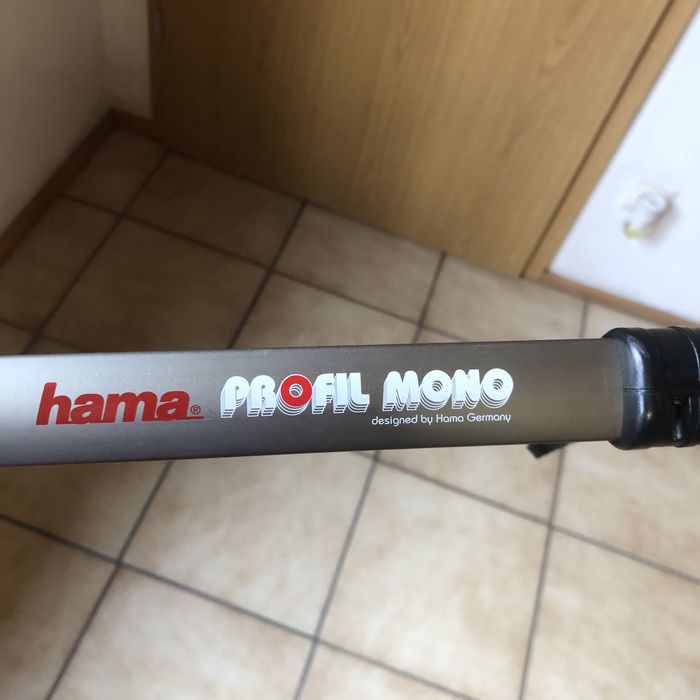 hama® PROFIL MONO
designed by Hama Germany